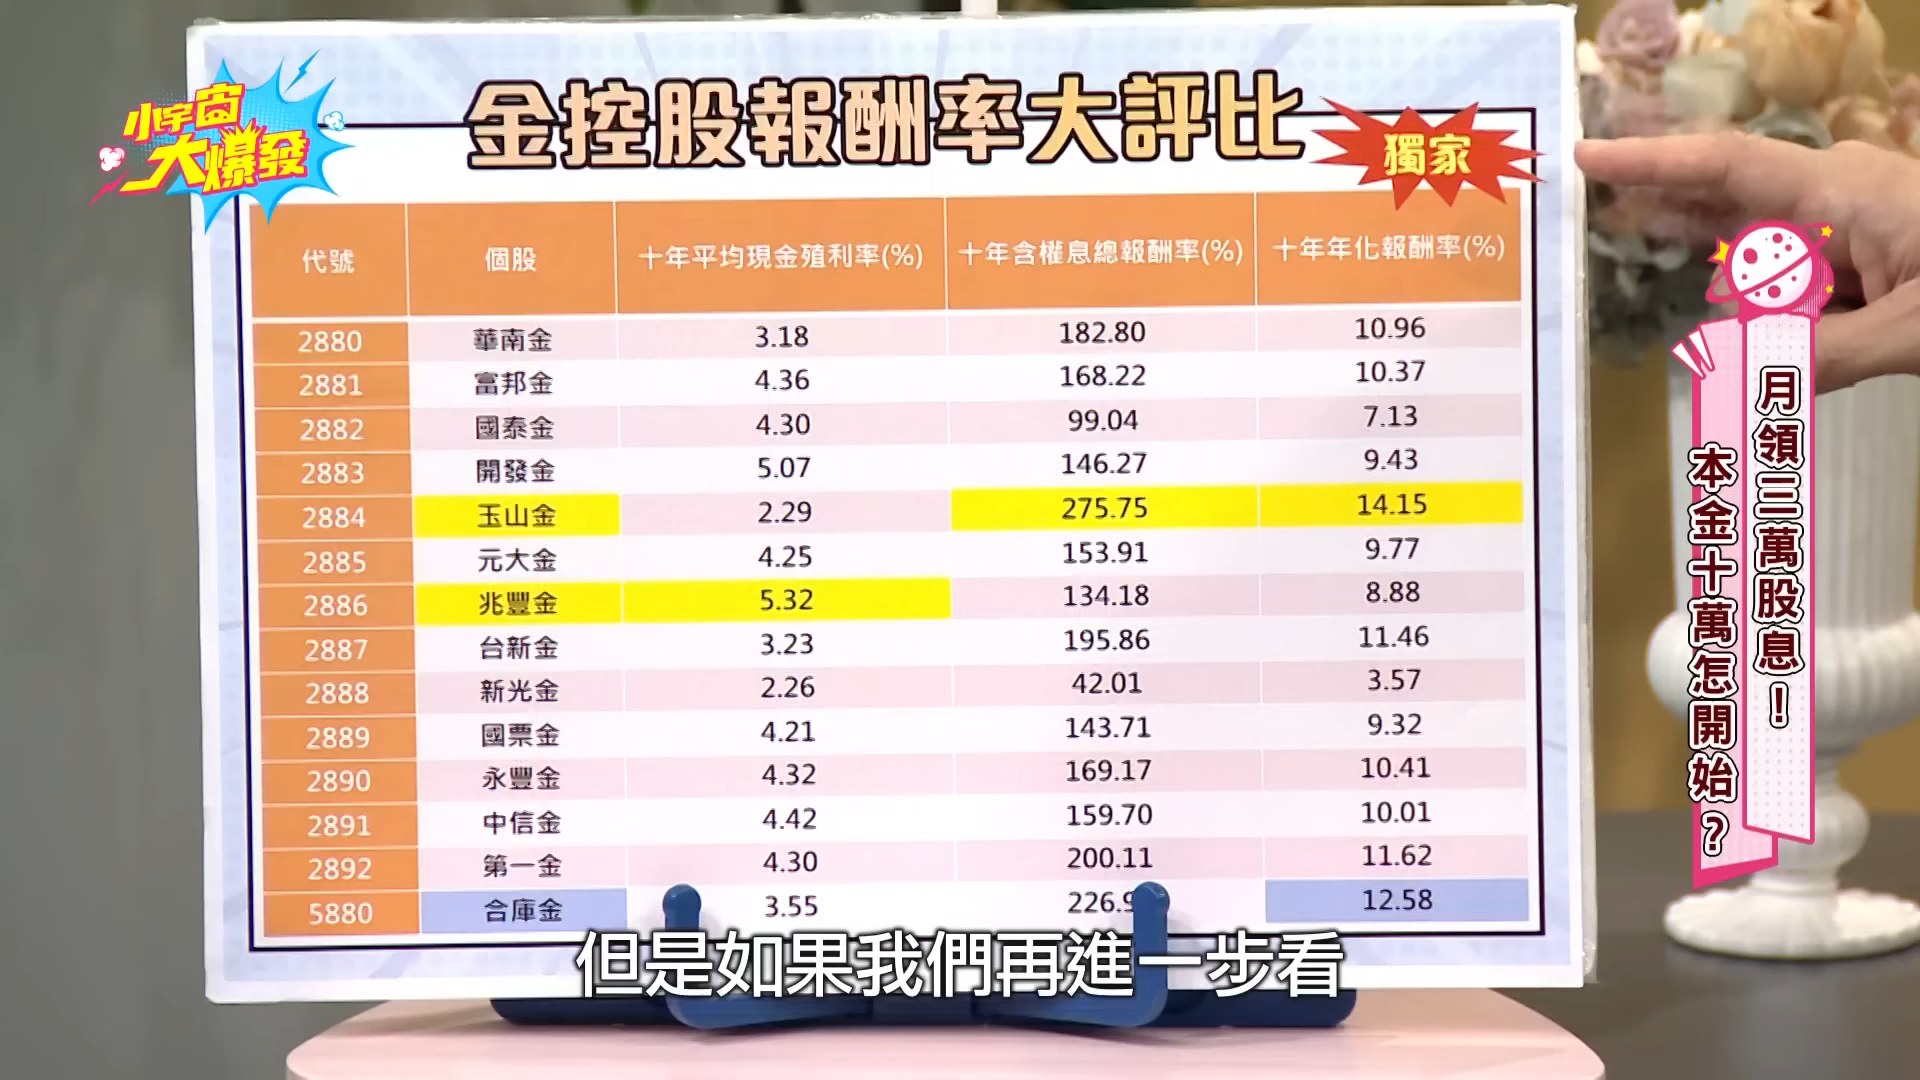 小宇宙
大爆發
金控股報酬率大評比
獨家
代號 個股 十年平均現金殖利率(%) 十年含權息總報酬率(%) 十年年化報酬率(%)
2880 華南金 3.18 182.80 10.96
2881 富邦金 4.36 168.22 10.37
2882 國泰金 4.30 99.04 7.13
2883 開發金 5.07 146.27 9.43
2884 玉山金 2.29 275.75 14.15
2885 元大金 4.25 153.91 9.77
2886 兆豐金 5.32 134.18 8.88
2887 台新金 3.23 195.86 11.46
2888 新光金 2.26 42.01 3.57
2889 國票金 4.21 143.71 9.32
2890 永豐金 4.32 169.17 10.41
2891 中信金 4.42 159.70 10.01
2892 第一金 4.30 200.11 11.62
5880 合庫金 3.55 226.9 12.58
月領三萬股息！
本金十萬怎開始？
但是如果我們再進一步看